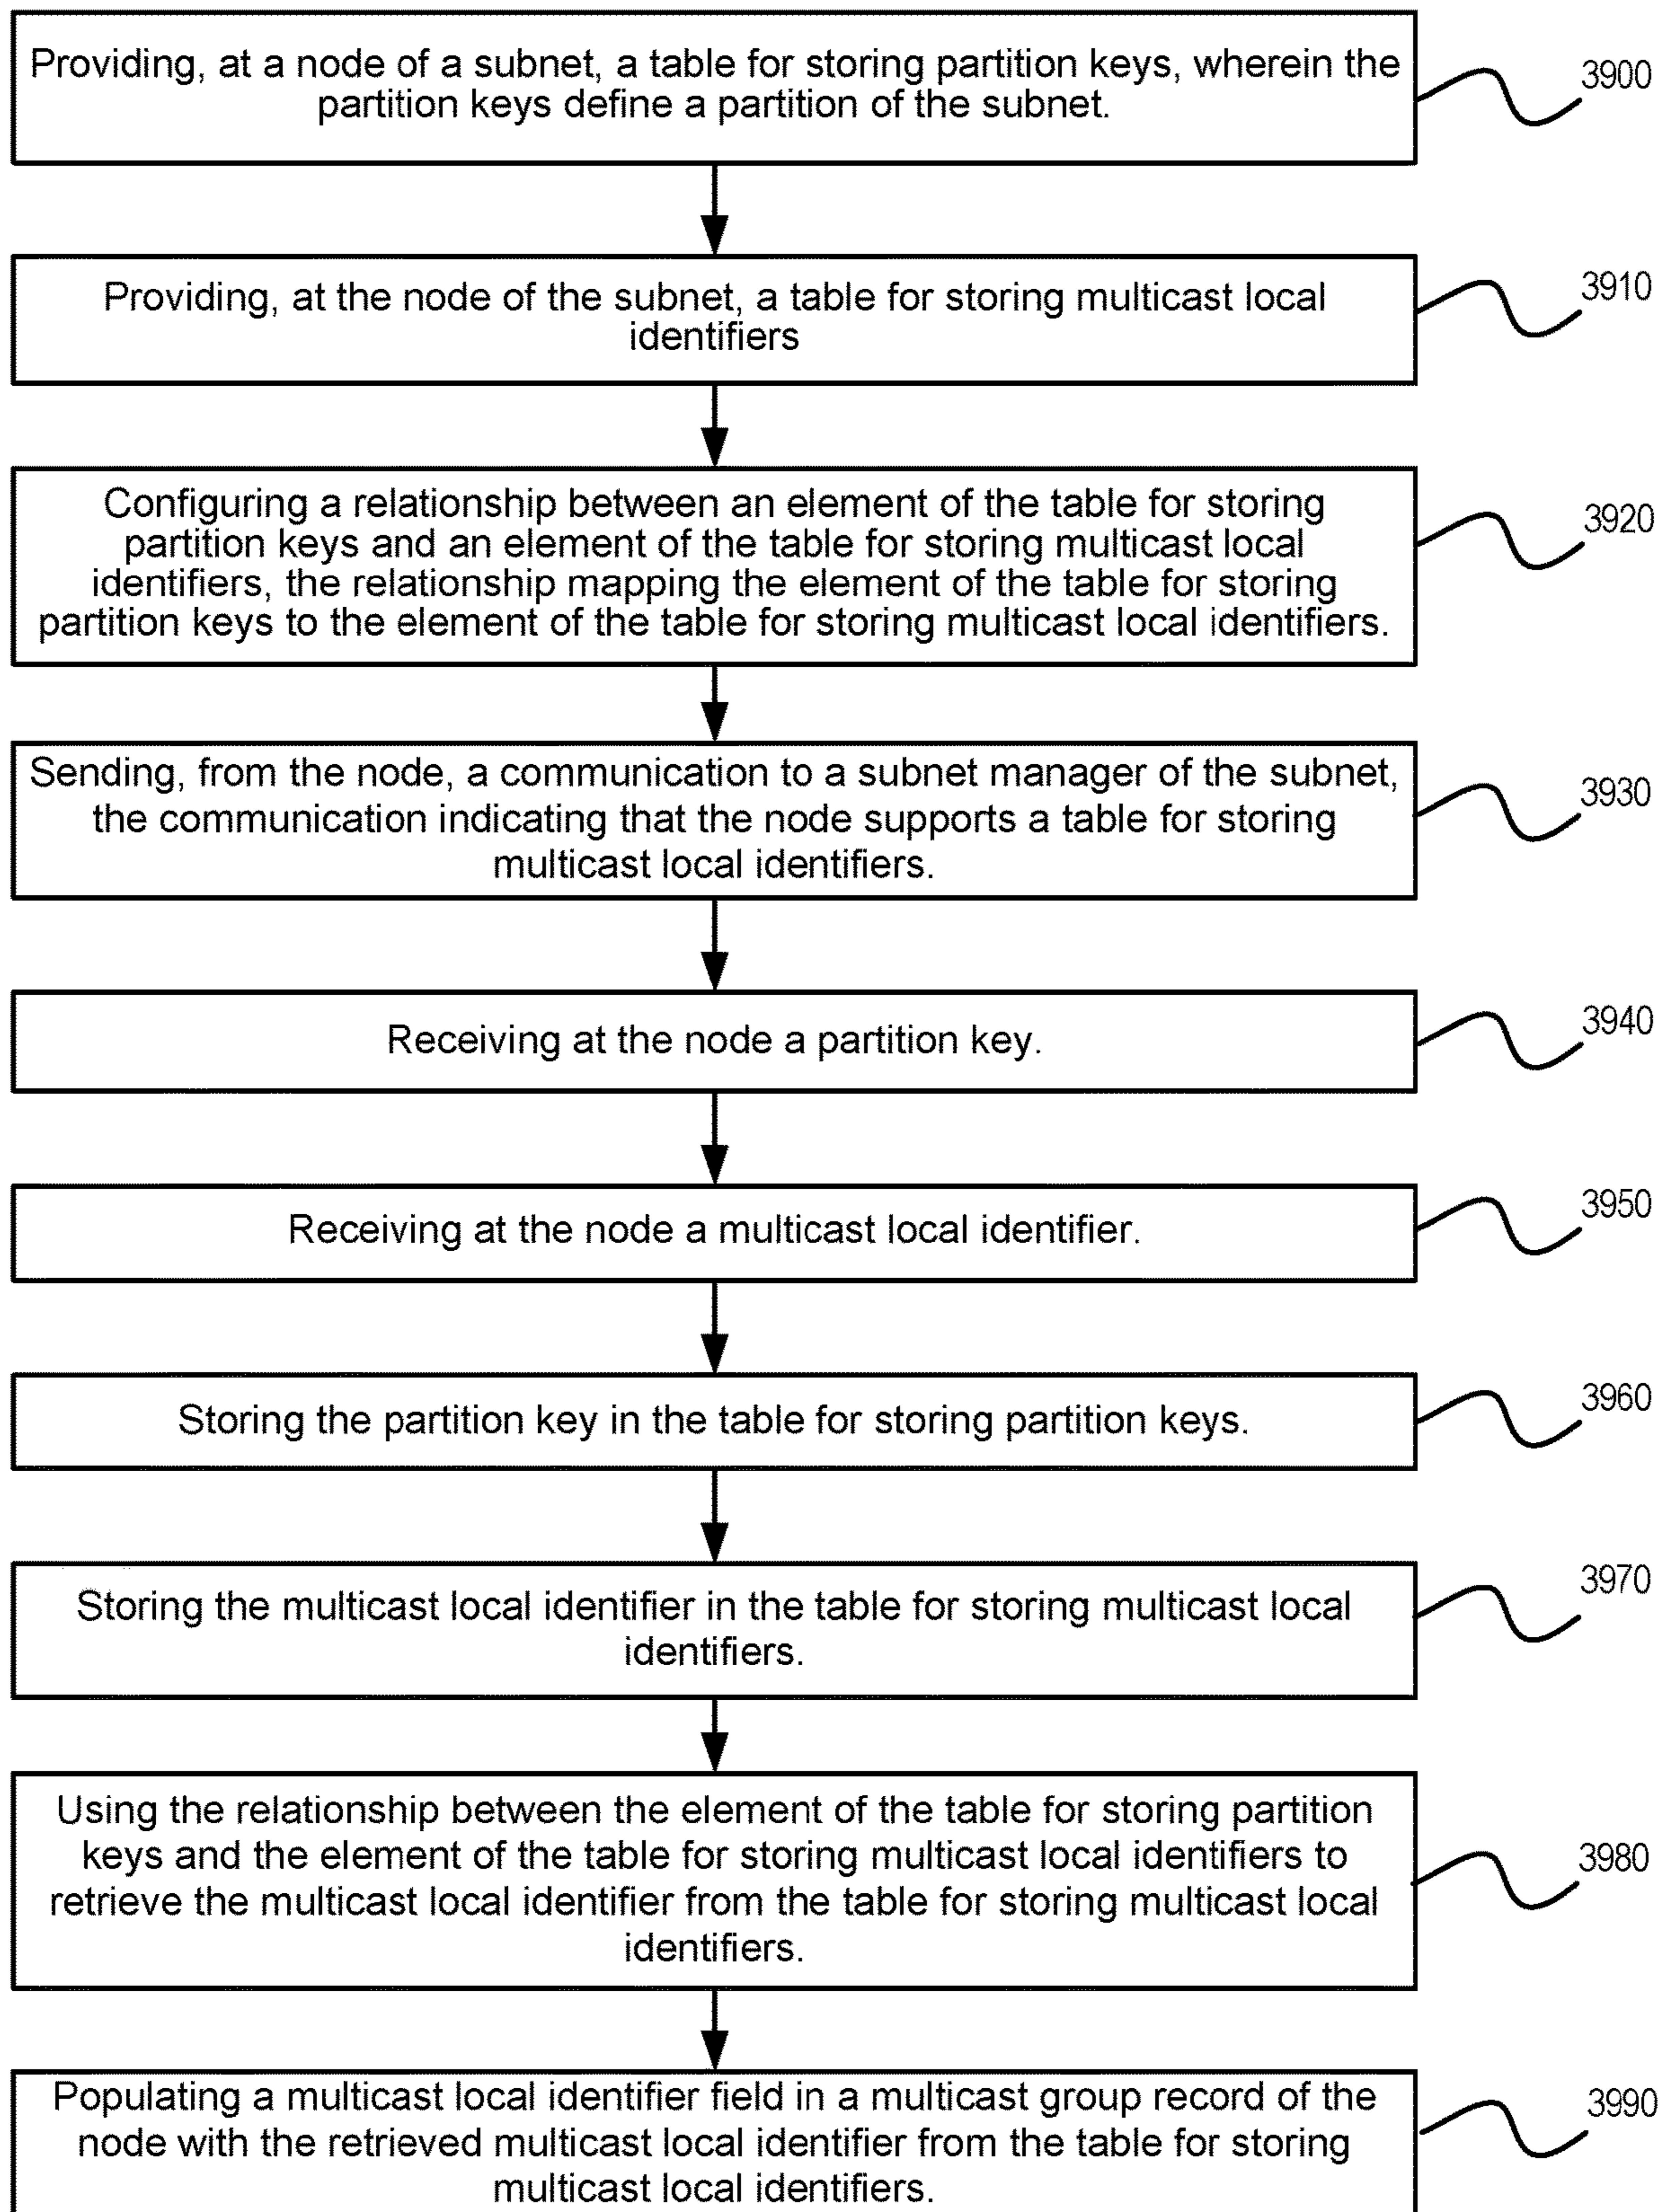 Providing, at a node of a subnet, a table for storing partition keys, wherein the
partition keys define a partition of the subnet.
3900
Providing, at the node of the subnet, a table for storing multicast local
identifiers
3910
Configuring a relationship between an element of the table for storing
partition keys and an element of the table for storing multicast local
identifiers, the relationship mapping the element of the table for storing
partition keys to the element of the table for storing multicast local identifiers.
3920
Sending, from the node, a communication to a subnet manager of the subnet,
the communication indicating that the node supports a table for storing
multicast local identifiers.
3930
Receiving at the node a partition key.
3940
Receiving at the node a multicast local identifier.
3950
Storing the partition key in the table for storing partition keys.
3960
Storing the multicast local identifier in the table for storing multicast local
identifiers.
3970
Using the relationship between the element of the table for storing partition
keys and the element of the table for storing multicast local identifiers to
retrieve the multicast local identifier from the table for storing multicast local
identifiers.
3980
Populating a multicast local identifier field in a multicast group record of the
node with the retrieved multicast local identifier from the table for storing
multicast local identifiers.
3990